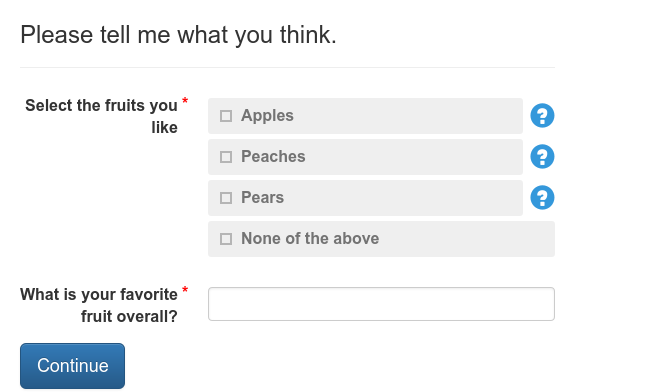 Please tell me what you think.
Select the fruits you *
like
Apples ?
Peaches ?
Pears ?
None of the above
What is your favorite *
fruit overall?
Continue